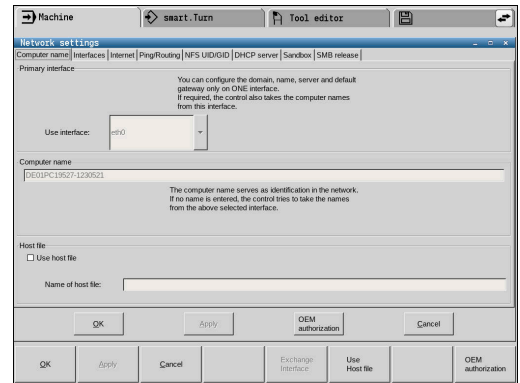 Machine
smart.Turn
Tool editor
Network settings
Computer name Interfaces Internet Ping/Routing NFS UID/GID DHCP server Sandbox SMB release
Primary interface
You can configure the domain, name, server and default
gateway only on ONE interface.
If required, the control also takes the computer names
from this interface.
Use interface:
eth0
Computer name
DE01PC19527-1230521
The computer name serves as identification in the network.
If no name is entered, the control tries to take the names
from the above selected interface.
Host file
Use host file
Name of host file:
OK
Apply
OEM
authorization
Cancel
OK
Apply
Cancel
Exchange
Interface
Use
Host file
OEM
authorization